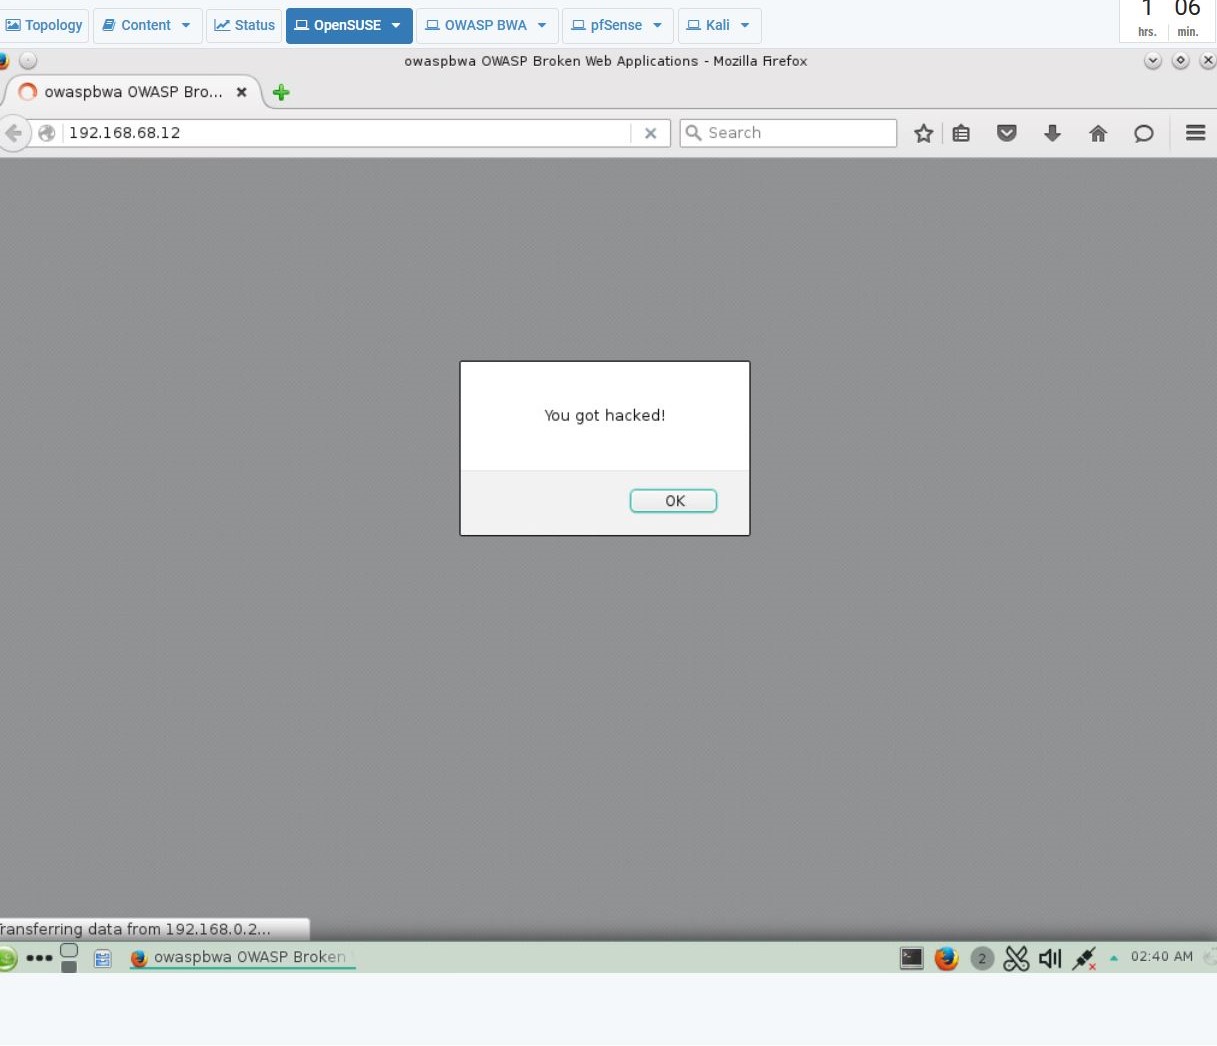 Topology Content Status OpenSUSE OWASP BWA pfSense Kali
1 06
hrs. min.
owaspbwa OWASP Broken Web Applications - Mozilla Firefox
owaspbwa OWASP Bro...
192.168.68.12 Search
You got hacked!
OK
Transferring data from 192.168.0.2...
owaspbwa OWASP Broken 2 02:40 AM